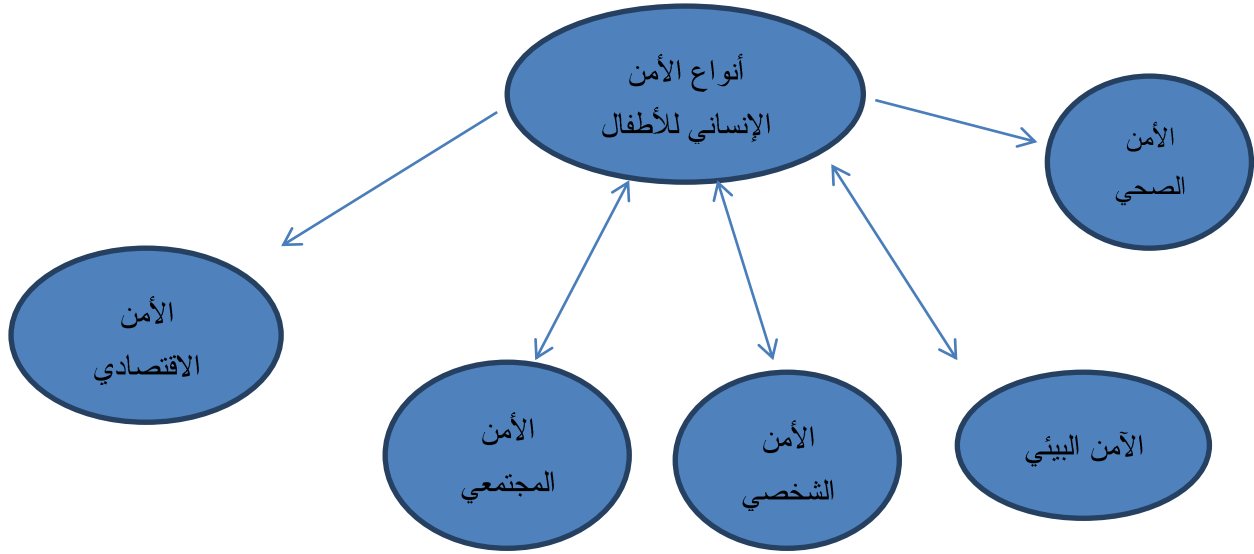 أنواع الأمن
الإنساني للأطفال
الأمن
الصحي
الآمن البيئي
الأمن
الشخصي
الأمن
المجتمعي
الأمن
الاقتصادي